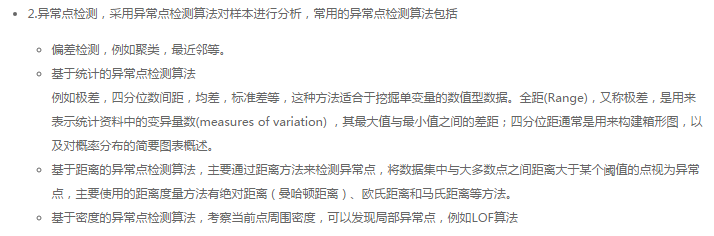 2.异常点检测，采用异常点检测算法对样本进行分析，常用的异常点检测算法包括
偏差检测，例如聚类，最近邻等。
基于统计的异常点检测算法
例如极差，四分位数间距，均差，标准差等，这种方法适合于挖掘单变量的数值型数据。全距(Range)，又称极差，是用来
表示统计资料中的变异量数(measures of variation) ，其最大值与最小值之间的差距；四分位距通常是用来构建箱形图，以
及对概率分布的简要图表概述。
基于距离的异常点检测算法，主要通过距离方法来检测异常点，将数据集中与大多数点之间距离大于某个阈值的点视为异常
点，主要使用的距离度量方法有绝对距离（曼哈顿距离）、欧氏距离和马氏距离等方法。
基于密度的异常点检测算法，考察当前点周围密度，可以发现局部异常点，例如LOF算法